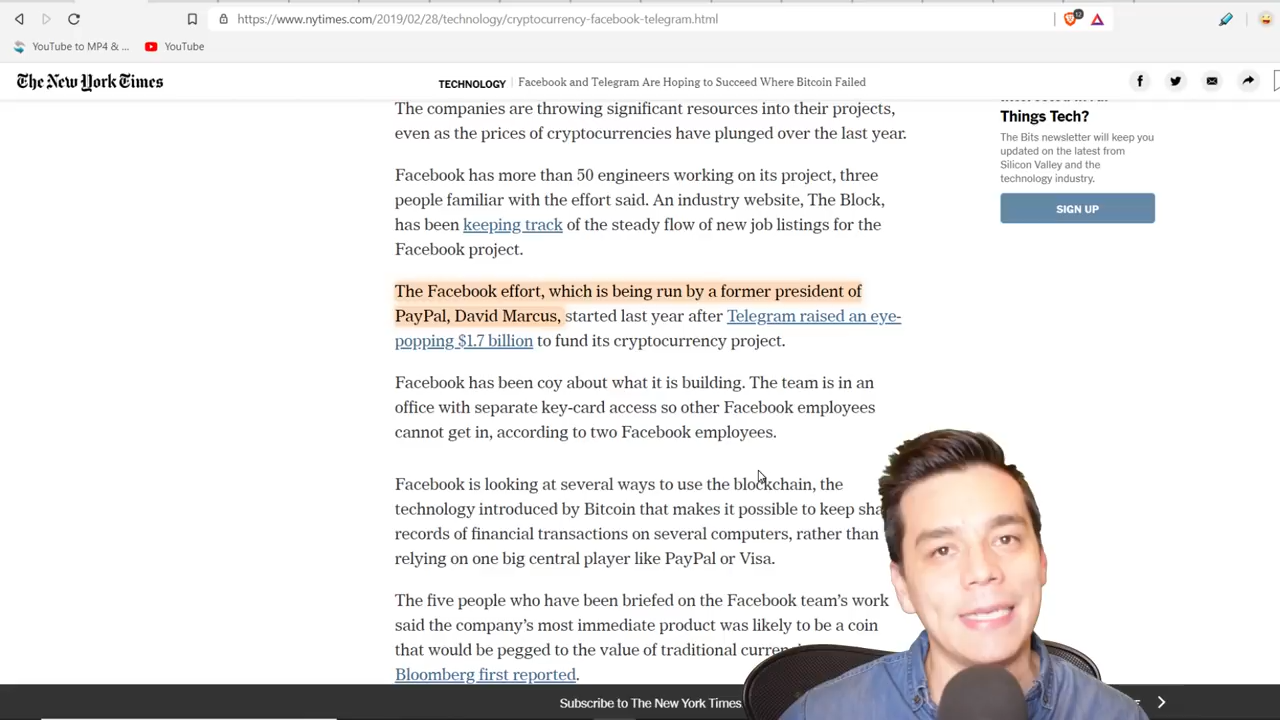 https://www.nytimes.com/2019/02/28/technology/cryptocurrency-facebook-telegram.html
12
YouTube to MP4 & ...
YouTube
The New York Times
TECHNOLOGY
Facebook and Telegram Are Hoping to Succeed Where Bitcoin Failed
The companies are throwing significant resources into their projects,
even as the prices of cryptocurrencies have plunged over the last year.
Facebook has more than 50 engineers working on its project, three
people familiar with the effort said. An industry website, The Block,
has been keeping track of the steady flow of new job listings for the
Facebook project.
The Facebook effort, which is being run by a former president of
PayPal, David Marcus, started last year after Telegram raised an eye-
popping $1.7 billion to fund its cryptocurrency project.
Facebook has been coy about what it is building. The team is in an
office with separate key-card access so other Facebook employees
cannot get in, according to two Facebook employees.
Facebook is looking at several ways to use the blockchain, the
technology introduced by Bitcoin that makes it possible to keep sha
records of financial transactions on several computers, rather than
relying on one big central player like PayPal or Visa.
The five people who have been briefed on the Facebook team's work
said the company's most immediate product was likely to be a coin
that would be pegged to the value of traditional
Bloomberg first reported.
Things Tech?
The Bits newsletter will keep you
updated on the latest from
Silicon Valley and the
technology industry.
SIGN UP
Subscribe to The New York Times